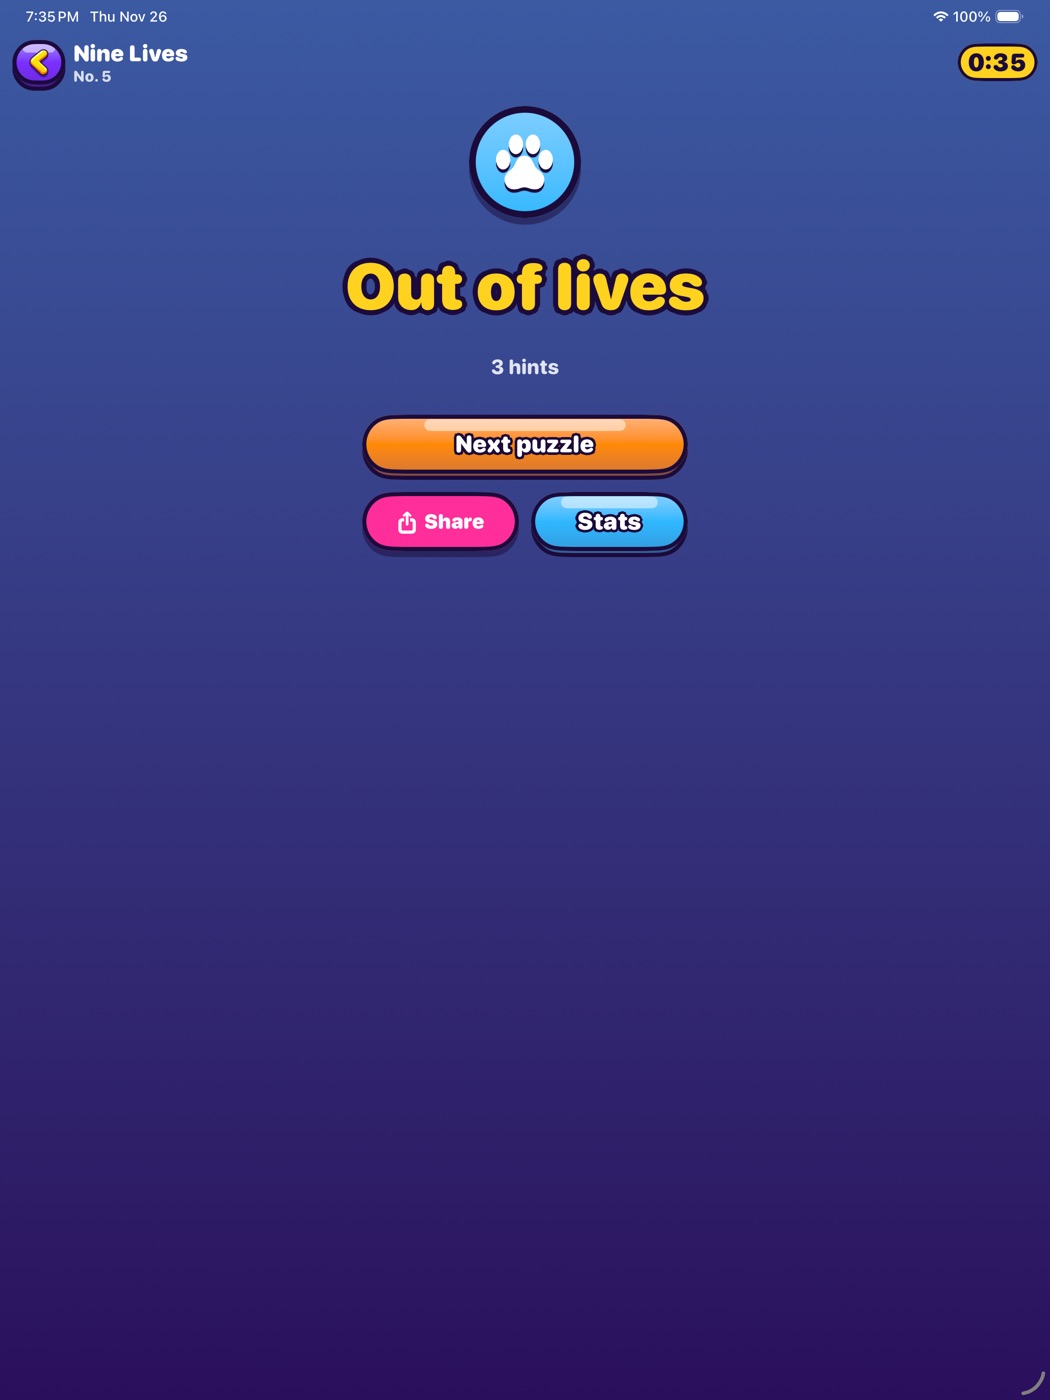 7:35 PM Thu Nov 26
100%
Nine Lives
No. 5
0:35
Out of lives
3 hints
Next puzzle
Share
Stats